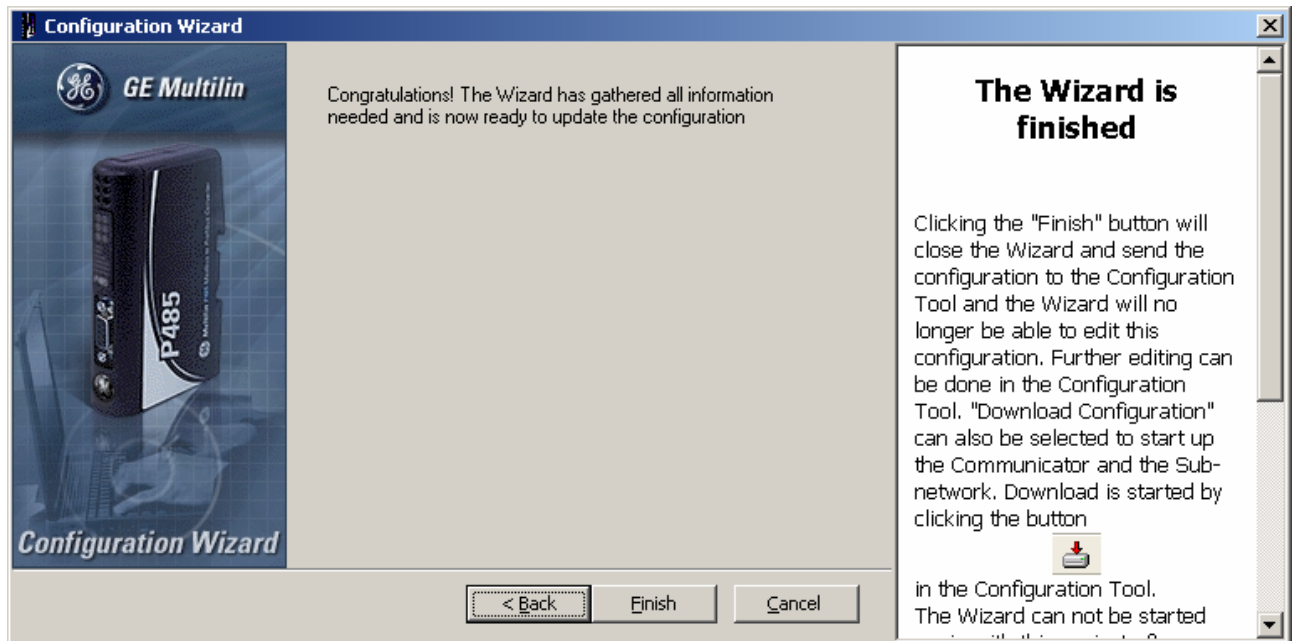 Configuration Wizard
GE Multilin
P485
Configuration Wizard
Congratulations! The Wizard has gathered all information
needed and is now ready to update the configuration
< Back
Finish
Cancel
The Wizard is
finished
Clicking the "Finish" button will
close the Wizard and send the
configuration to the Configuration
Tool and the Wizard will no
longer be able to edit this
configuration. Further editing can
be done in the Configuration
Tool. "Download Configuration"
can also be selected to start up
the Communicator and the Sub-
network. Download is started by
clicking the button
in the Configuration Tool.
The Wizard can not be started